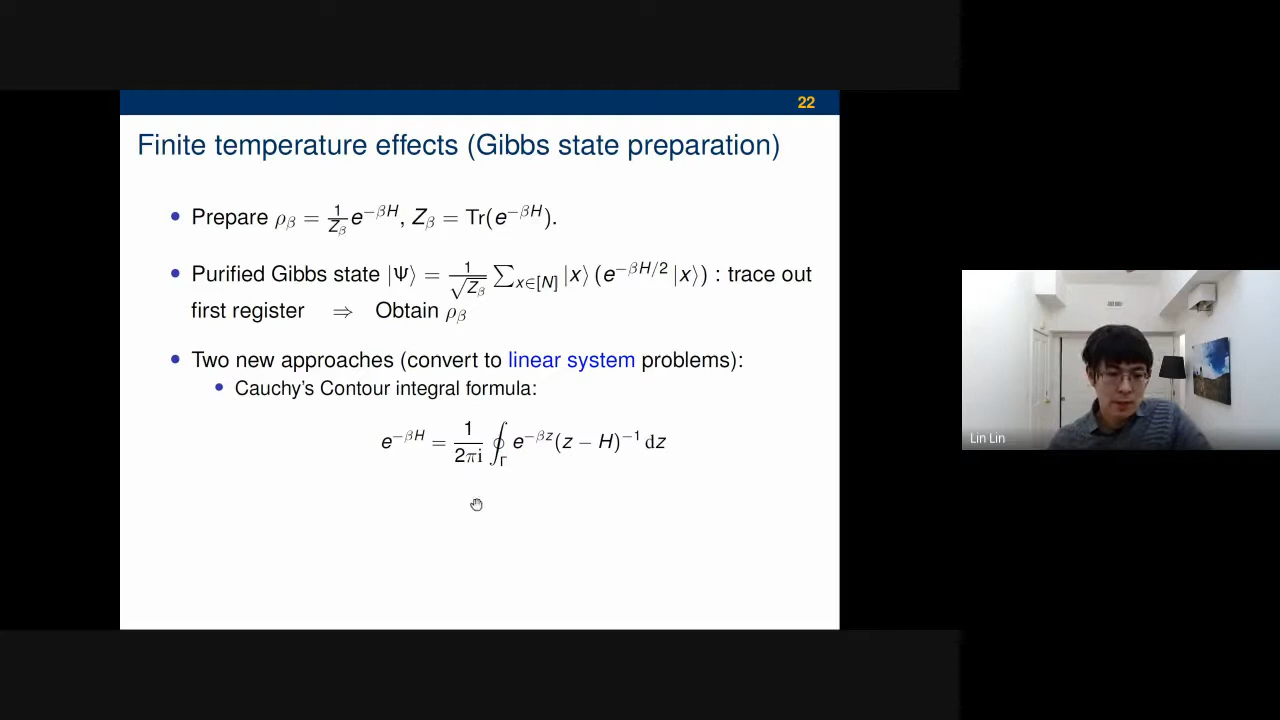 22
Finite temperature effects (Gibbs state preparation)
• Prepare ρ_β = 1/Z_β e^{−βH}, Z_β = Tr(e^{−βH}).
• Purified Gibbs state |Ψ⟩ = 1/√Z_β ∑_{x∈[N]} |x⟩ (e^{−βH/2} |x⟩) : trace out
first register ⇒ Obtain ρ_β
• Two new approaches (convert to linear system problems):
• Cauchy's Contour integral formula:
e^{−βH} = 1/2πi ∮_Γ e^{−βz}(z − H)^{−1} dz
Lin Lin